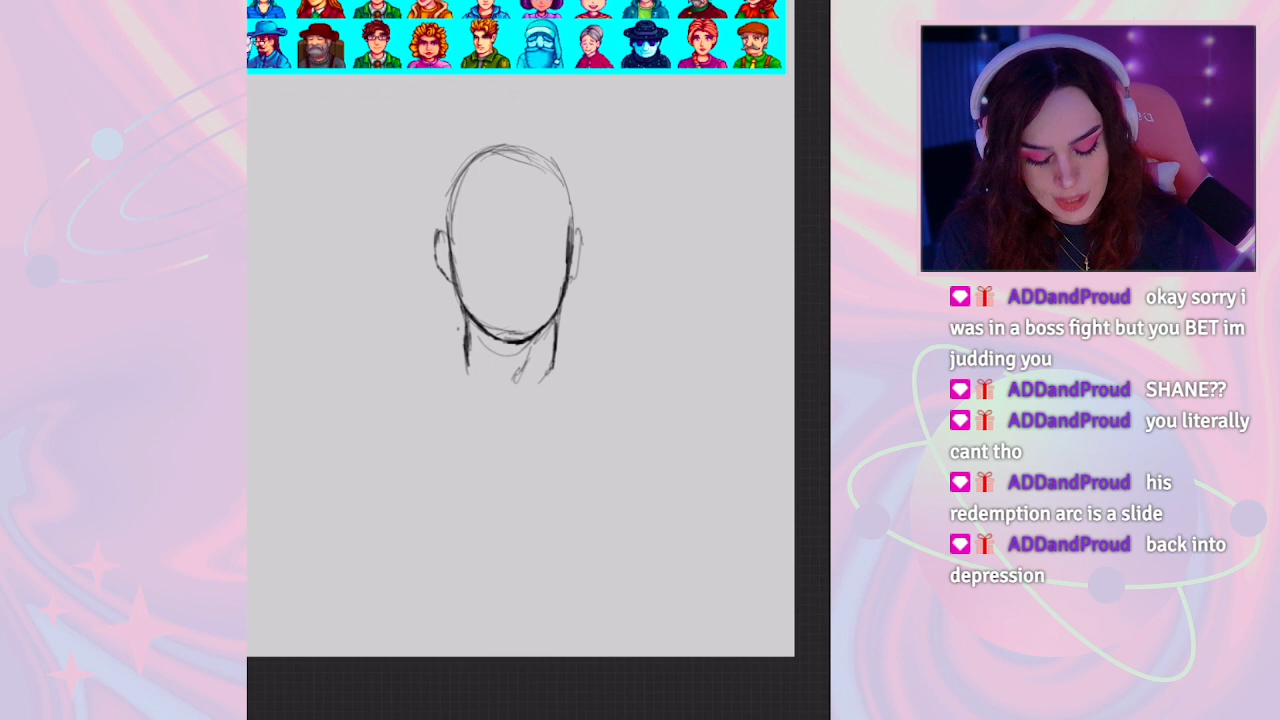 ADDandProud okay sorry i
was in a boss fight but you BET im
judding you
ADDandProud SHANE??
ADDandProud you literally
cant tho
ADDandProud his
redemption arc is a slide
ADDandProud back into
depression